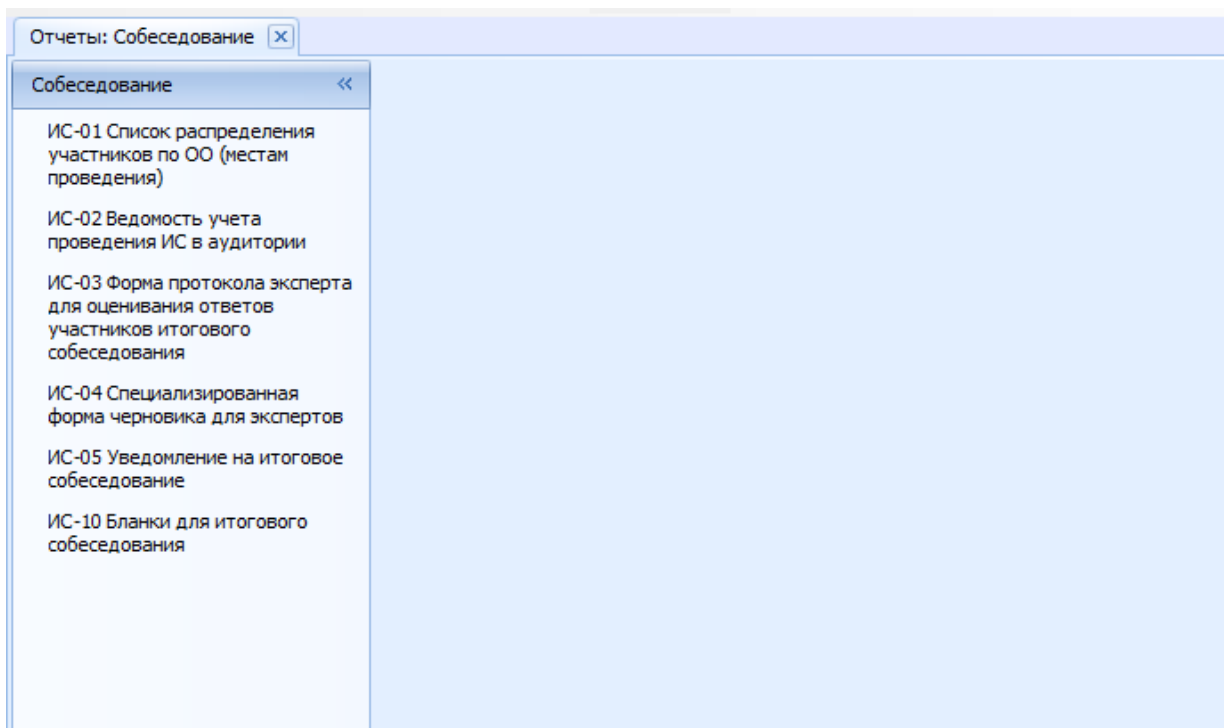 Отчеты: Собеседование
Собеседование
ИС-01 Список распределения
участников по ОО (местам
проведения)
ИС-02 Ведомость учета
проведения ИС в аудитории
ИС-03 Форма протокола эксперта
для оценивания ответов
участников итогового
собеседования
ИС-04 Специализированная
форма черновика для экспертов
ИС-05 Уведомление на итоговое
собеседование
ИС-10 Бланки для итогового
собеседования